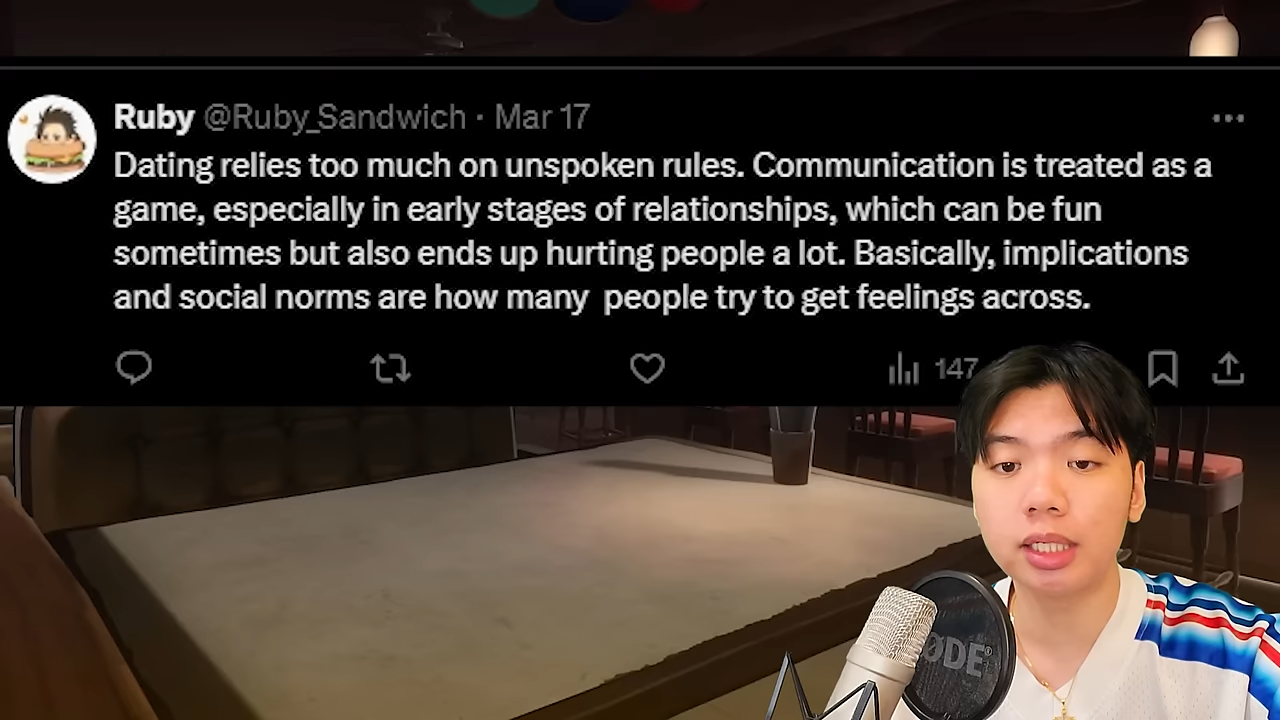 Ruby @Ruby_Sandwich · Mar 17
Dating relies too much on unspoken rules. Communication is treated as a
game, especially in early stages of relationships, which can be fun
sometimes but also ends up hurting people a lot. Basically, implications
and social norms are how many people try to get feelings across.
147
RØDE®